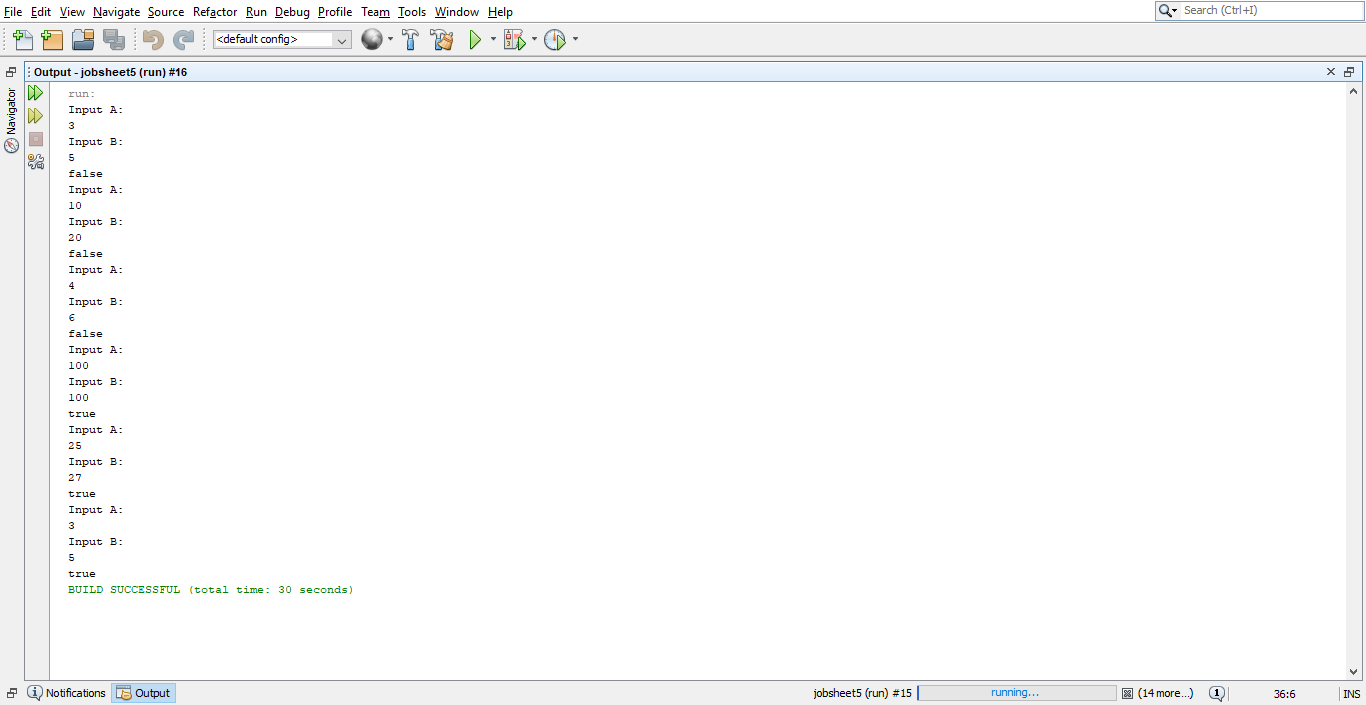 File Edit View Navigate Source Refactor Run Debug Profile Team Tools Window Help
Search (Ctrl+I)
<default config>
Output - jobsheet5 (run) #16
Navigator
run:
Input A:
3
Input B:
5
false
Input A:
10
Input B:
20
false
Input A:
4
Input B:
6
false
Input A:
100
Input B:
100
true
Input A:
25
Input B:
27
true
Input A:
3
Input B:
5
true
BUILD SUCCESSFUL (total time: 30 seconds)
Notifications Output jobsheet5 (run) #15 running... (14 more...) 1 36:6 INS